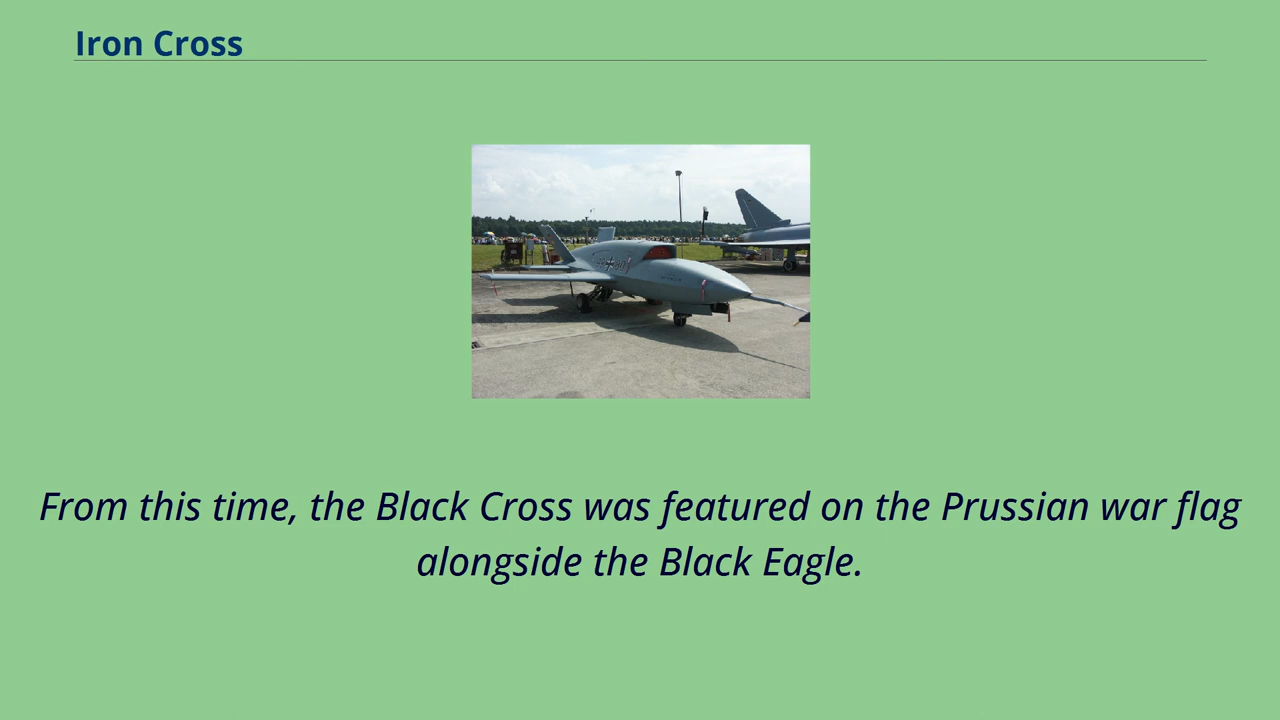 Iron Cross
From this time, the Black Cross was featured on the Prussian war flag
alongside the Black Eagle.